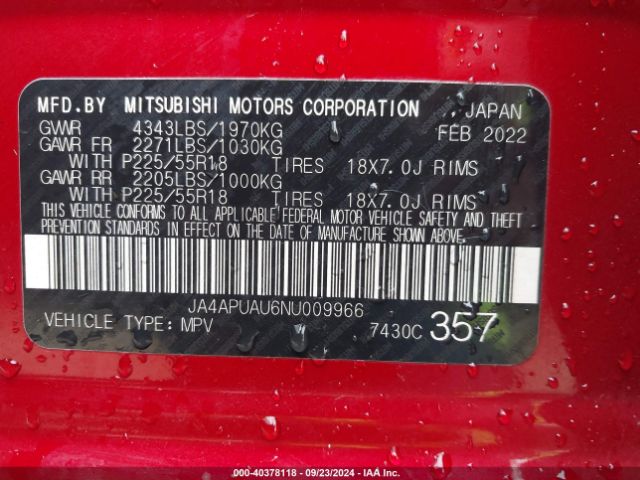 MFD.BY MITSUBISHI MOTORS CORPORATION , JAPAN
GVWR 4343LBS/1970KG FEB 2022
GAWR FR 2271LBS/1030KG
WITH P225/55R18 TIRES 18X7.0J RIMS
GAWR RR 2205LBS/1000KG
WITH P225/55R18 TIRES 18X7.0J RIMS
THIS VEHICLE CONFORMS TO ALL APPLICABLE FEDERAL MOTOR VEHICLE SAFETY AND THEFT
PREVENTION STANDARDS IN EFFECT ON THE DATE OF MANUFACTURE SHOWN ABOVE.
JA4APUAU6NU009966
VEHICLE TYPE: MPV 7430C 357
000-40378118 - 09/23/2024 - IAA Inc.